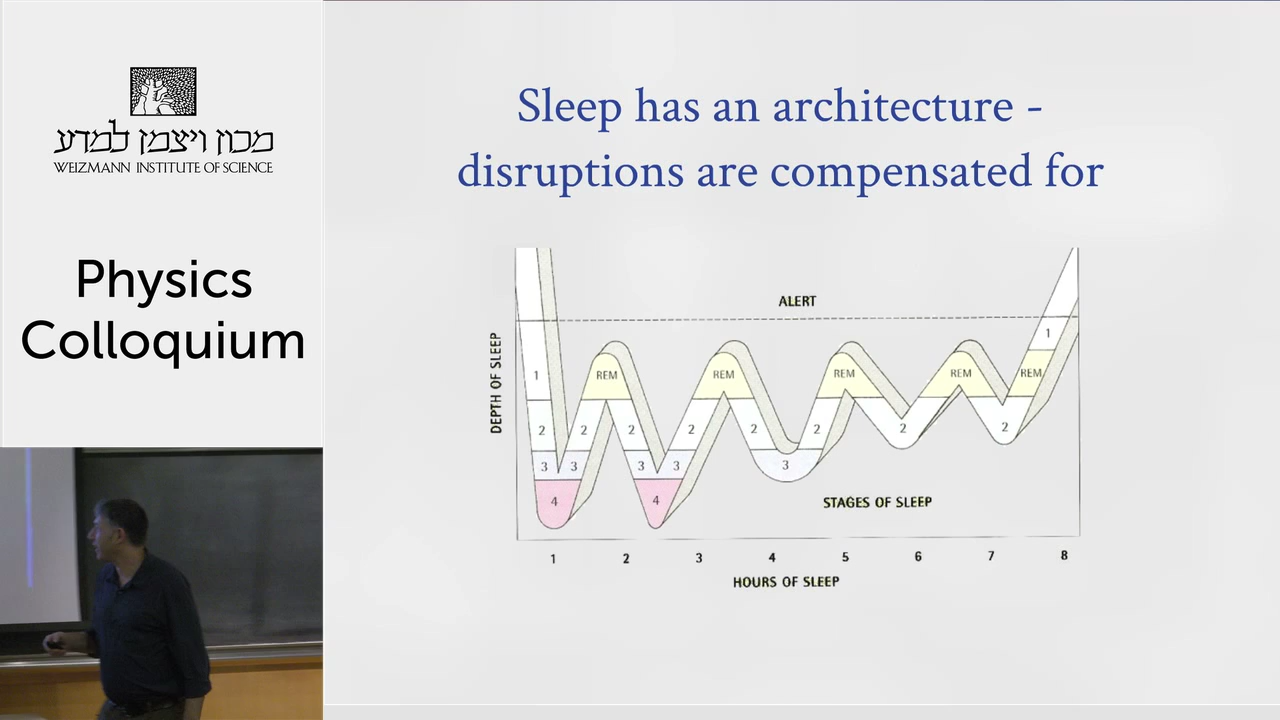 מכון ויצמן למדע
WEIZMANN INSTITUTE OF SCIENCE
Physics
Colloquium
Sleep has an architecture -
disruptions are compensated for
ALERT
DEPTH OF SLEEP
1
REM
REM
REM
REM
REM
1
2
2
2
2
2
2
2
2
3
3
3
3
3
4
4
STAGES OF SLEEP
1 2 3 4 5 6 7 8
HOURS OF SLEEP